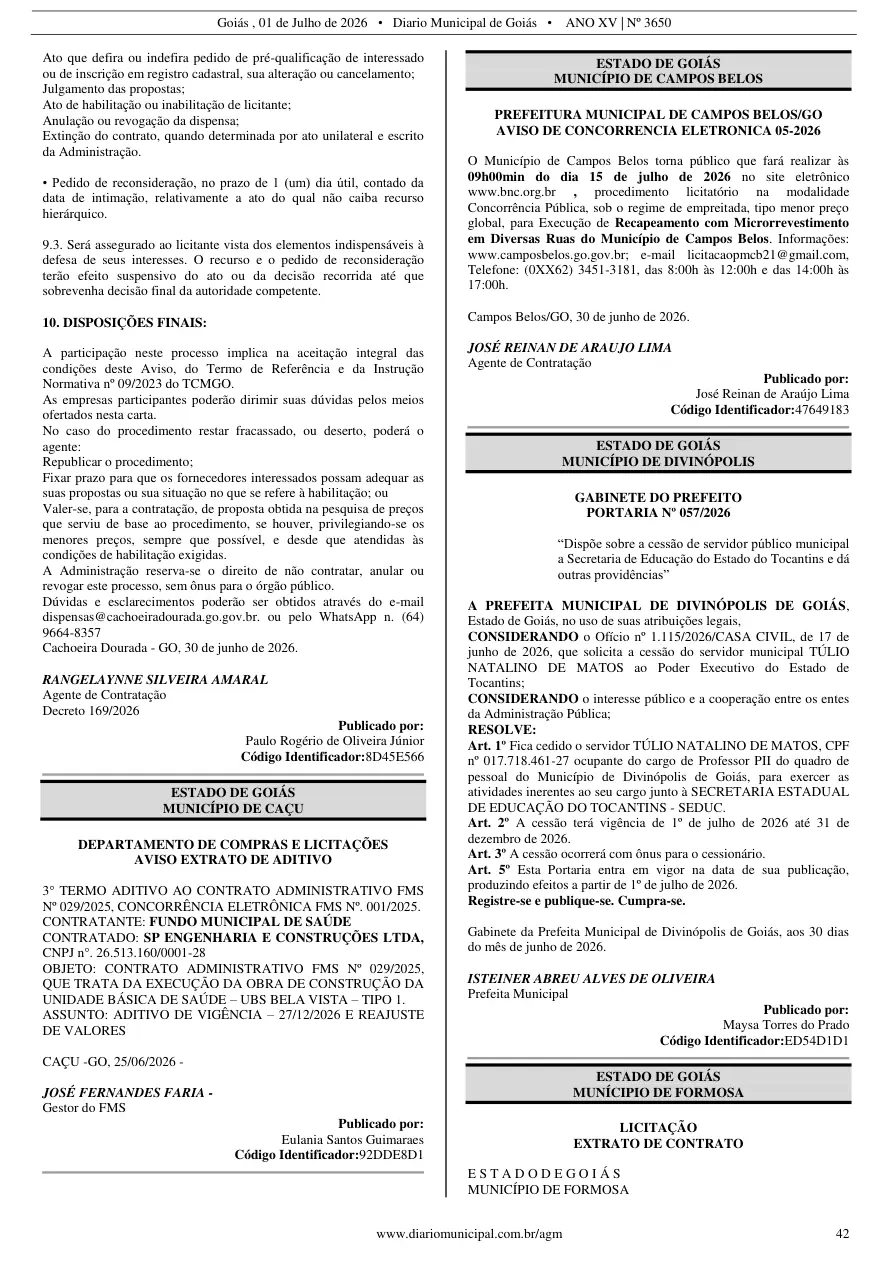 Goiás , 01 de Julho de 2026 • Diario Municipal de Goiás • ANO XV | Nº 3650
Ato que defira ou indefira pedido de pré-qualificação de interessado
ou de inscrição em registro cadastral, sua alteração ou cancelamento;
Julgamento das propostas;
Ato de habilitação ou inabilitação de licitante;
Anulação ou revogação da dispensa;
Extinção do contrato, quando determinada por ato unilateral e escrito
da Administração.
• Pedido de reconsideração, no prazo de 1 (um) dia útil, contado da
data de intimação, relativamente a ato do qual não caiba recurso
hierárquico.
9.3. Será assegurado ao licitante vista dos elementos indispensáveis à
defesa de seus interesses. O recurso e o pedido de reconsideração
terão efeito suspensivo do ato ou da decisão recorrida até que
sobrevenha decisão final da autoridade competente.
10. DISPOSIÇÕES FINAIS:
A participação neste processo implica na aceitação integral das
condições deste Aviso, do Termo de Referência e da Instrução
Normativa nº 09/2023 do TCMGO.
As empresas participantes poderão dirimir suas dúvidas pelos meios
ofertados nesta carta.
No caso do procedimento restar fracassado, ou deserto, poderá o
agente:
Republicar o procedimento;
Fixar prazo para que os fornecedores interessados possam adequar as
suas propostas ou sua situação no que se refere à habilitação; ou
Valer-se, para a contratação, de proposta obtida na pesquisa de preços
que serviu de base ao procedimento, se houver, privilegiando-se os
menores preços, sempre que possível, e desde que atendidas às
condições de habilitação exigidas.
A Administração reserva-se o direito de não contratar, anular ou
revogar este processo, sem ônus para o órgão público.
Dúvidas e esclarecimentos poderão ser obtidos através do e-mail
dispensas@cachoeiradourada.go.gov.br. ou pelo WhatsApp n. (64)
9664-8357
Cachoeira Dourada - GO, 30 de junho de 2026.
RANGELAYNNE SILVEIRA AMARAL
Agente de Contratação
Decreto 169/2026
Publicado por:
Paulo Rogério de Oliveira Júnior
Código Identificador:8D45E566
ESTADO DE GOIÁS
MUNICÍPIO DE CAÇU
DEPARTAMENTO DE COMPRAS E LICITAÇÕES
AVISO EXTRATO DE ADITIVO
3° TERMO ADITIVO AO CONTRATO ADMINISTRATIVO FMS
Nº 029/2025, CONCORRÊNCIA ELETRÔNICA FMS Nº. 001/2025.
CONTRATANTE: FUNDO MUNICIPAL DE SAÚDE
CONTRATADO: SP ENGENHARIA E CONSTRUÇÕES LTDA,
CNPJ n°. 26.513.160/0001-28
OBJETO: CONTRATO ADMINISTRATIVO FMS Nº 029/2025,
QUE TRATA DA EXECUÇÃO DA OBRA DE CONSTRUÇÃO DA
UNIDADE BÁSICA DE SAÚDE – UBS BELA VISTA – TIPO 1.
ASSUNTO: ADITIVO DE VIGÊNCIA – 27/12/2026 E REAJUSTE
DE VALORES
CAÇU -GO, 25/06/2026 -
JOSÉ FERNANDES FARIA -
Gestor do FMS
Publicado por:
Eulania Santos Guimaraes
Código Identificador:92DDE8D1
ESTADO DE GOIÁS
MUNICÍPIO DE CAMPOS BELOS
PREFEITURA MUNICIPAL DE CAMPOS BELOS/GO
AVISO DE CONCORRENCIA ELETRONICA 05-2026
O Município de Campos Belos torna público que fará realizar às
09h00min do dia 15 de julho de 2026 no site eletrônico
www.bnc.org.br , procedimento licitatório na modalidade
Concorrência Pública, sob o regime de empreitada, tipo menor preço
global, para Execução de Recapeamento com Microrrevestimento
em Diversas Ruas do Município de Campos Belos. Informações:
www.camposbelos.go.gov.br; e-mail licitacaopmcb21@gmail.com,
Telefone: (0XX62) 3451-3181, das 8:00h às 12:00h e das 14:00h às
17:00h.
Campos Belos/GO, 30 de junho de 2026.
JOSÉ REINAN DE ARAUJO LIMA
Agente de Contratação
Publicado por:
José Reinan de Araújo Lima
Código Identificador:47649183
ESTADO DE GOIÁS
MUNICÍPIO DE DIVINÓPOLIS
GABINETE DO PREFEITO
PORTARIA Nº 057/2026
“Dispõe sobre a cessão de servidor público municipal
a Secretaria de Educação do Estado do Tocantins e dá
outras providências”
A PREFEITA MUNICIPAL DE DIVINÓPOLIS DE GOIÁS,
Estado de Goiás, no uso de suas atribuições legais,
CONSIDERANDO o Ofício nº 1.115/2026/CASA CIVIL, de 17 de
junho de 2026, que solicita a cessão do servidor municipal TÚLIO
NATALINO DE MATOS ao Poder Executivo do Estado de
Tocantins;
CONSIDERANDO o interesse público e a cooperação entre os entes
da Administração Pública;
RESOLVE:
Art. 1º Fica cedido o servidor TÚLIO NATALINO DE MATOS, CPF
nº 017.718.461-27 ocupante do cargo de Professor PII do quadro de
pessoal do Município de Divinópolis de Goiás, para exercer as
atividades inerentes ao seu cargo junto à SECRETARIA ESTADUAL
DE EDUCAÇÃO DO TOCANTINS - SEDUC.
Art. 2º A cessão terá vigência de 1º de julho de 2026 até 31 de
dezembro de 2026.
Art. 3º A cessão ocorrerá com ônus para o cessionário.
Art. 5º Esta Portaria entra em vigor na data de sua publicação,
produzindo efeitos a partir de 1º de julho de 2026.
Registre-se e publique-se. Cumpra-se.
Gabinete da Prefeita Municipal de Divinópolis de Goiás, aos 30 dias
do mês de junho de 2026.
ISTEINER ABREU ALVES DE OLIVEIRA
Prefeita Municipal
Publicado por:
Maysa Torres do Prado
Código Identificador:ED54D1D1
ESTADO DE GOIÁS
MUNÍCIPIO DE FORMOSA
LICITAÇÃO
EXTRATO DE CONTRATO
E S T A D O D E G O I Á S
MUNICÍPIO DE FORMOSA
www.diariomunicipal.com.br/agm
42